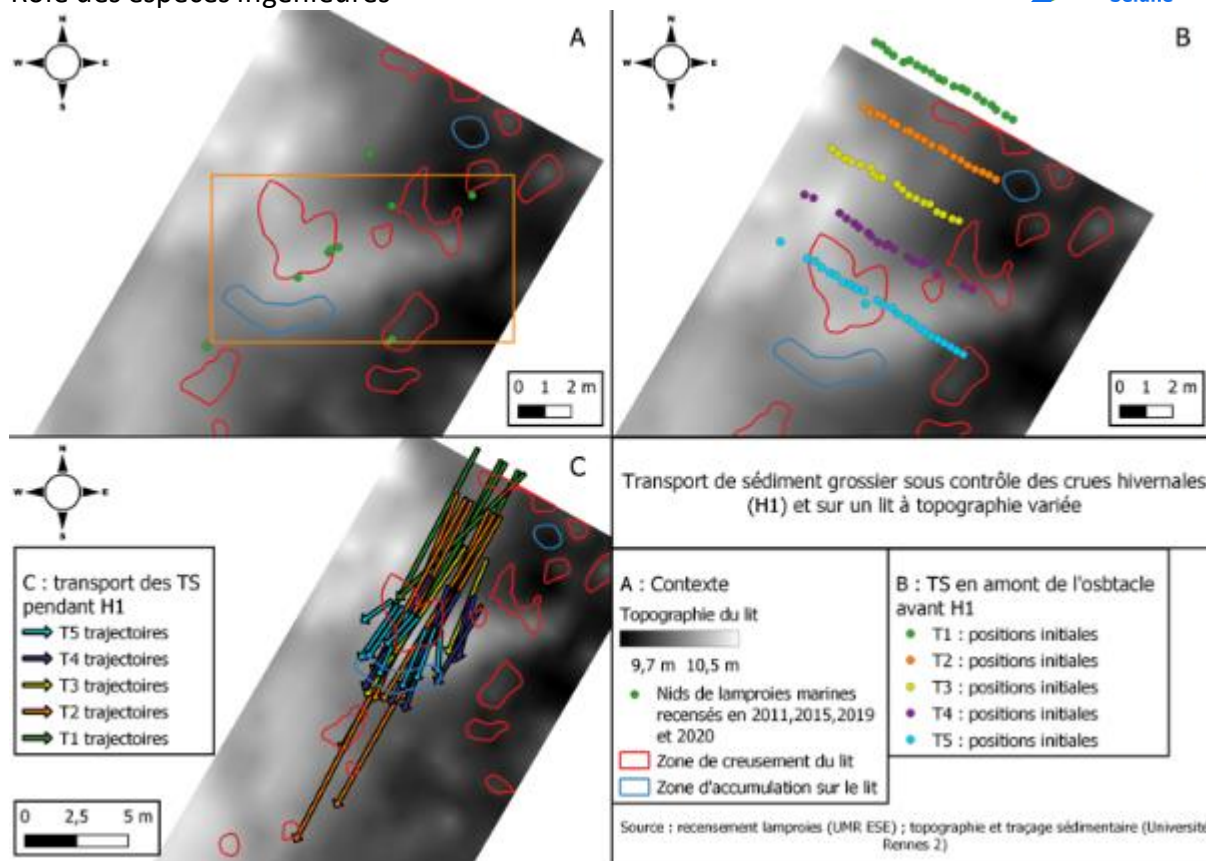 Rôle des espèces ingénieures
Sélune
N
W E
S
A
0 1 2 m
N
W E
S
B
0 1 2 m
N
W E
S
C
C : transport des TS
pendant H1
T5 trajectoires
T4 trajectoires
T3 trajectoires
T2 trajectoires
T1 trajectoires
0 2,5 5 m
Transport de sédiment grossier sous contrôle des crues hivernales
(H1) et sur un lit à topographie variée
A : Contexte
Topographie du lit
9,7 m 10,5 m
Nids de lamproies marines
recensés en 2011,2015,2019
et 2020
Zone de creusement du lit
Zone d'accumulation sur le lit
B : TS en amont de l'osbtacle
avant H1
T1 : positions initiales
T2 : positions initiales
T3 : positions initiales
T4 : positions initiales
T5 : positions initiales
Source : recensement lamproies (UMR ESE) ; topographie et traçage sédimentaire (Université
Rennes 2)